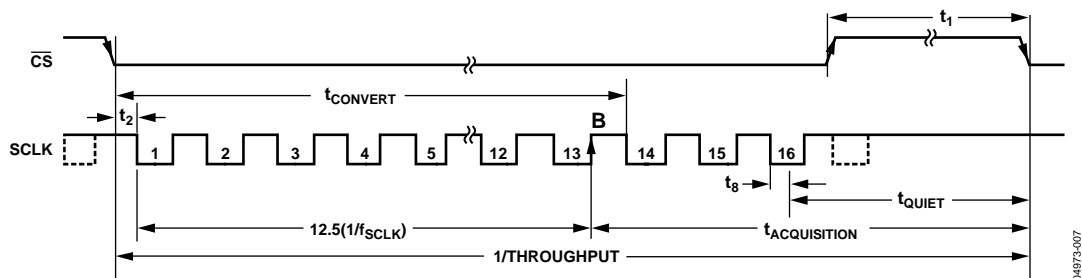 t1
CS
tCONVERT
t2
B
SCLK
1 2 3 4 5 12 13 14 15 16
t8
tQUIET
12.5(1/fSCLK)
tACQUISITION
1/THROUGHPUT
04973-007